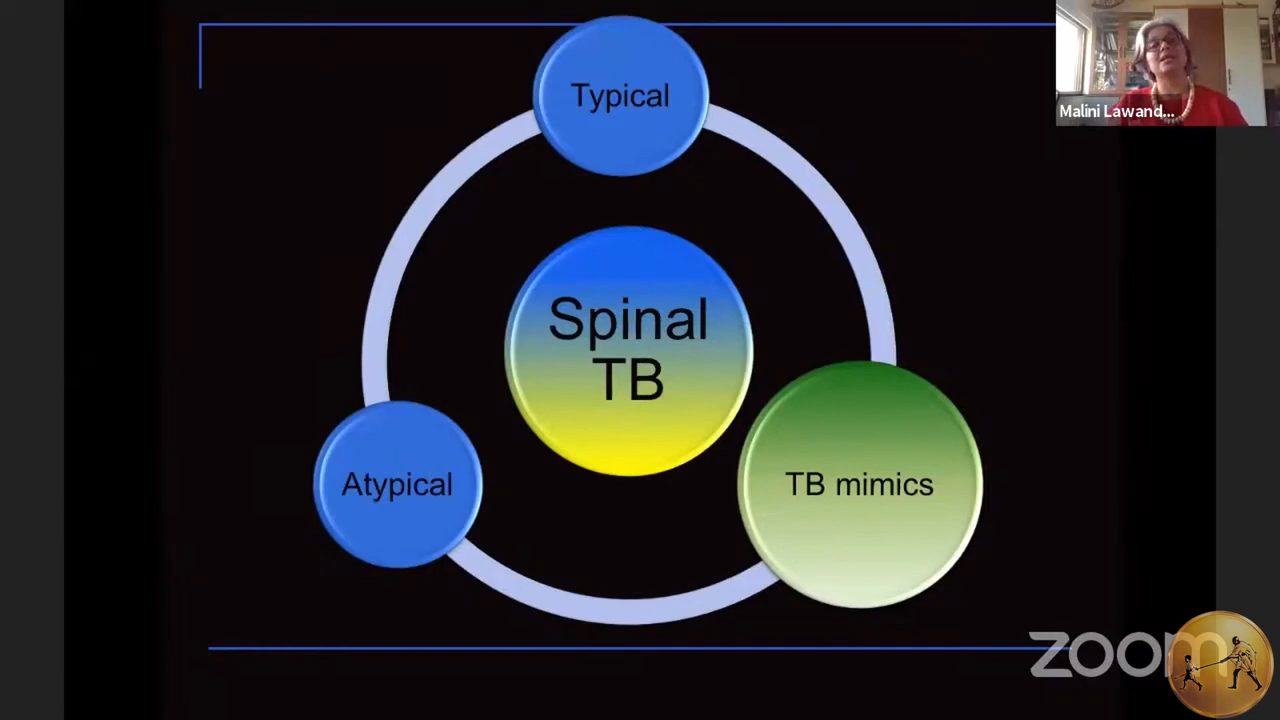 Typical
Malini Lawand...
Spinal
TB
Atypical
TB mimics
zoom